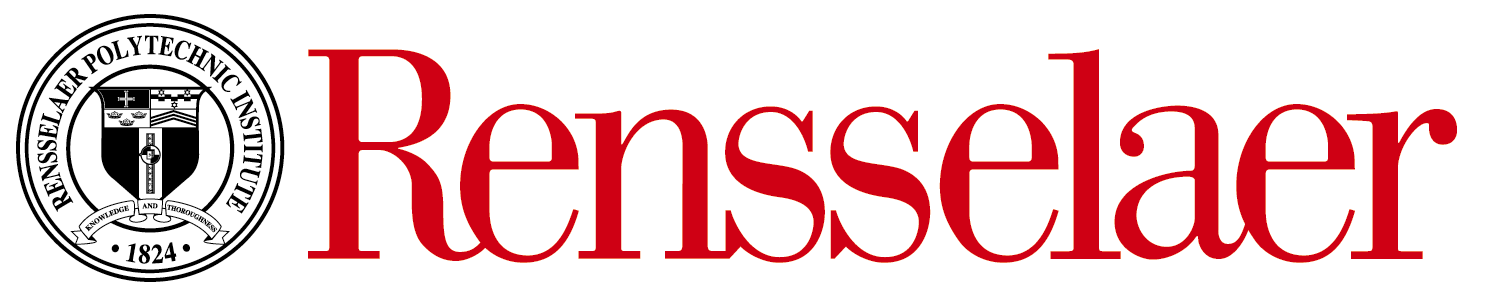 RENSSELAER POLYTECHNIC INSTITUTE
KNOWLEDGE AND THOROUGHNESS
• 1824 •
Rensselaer